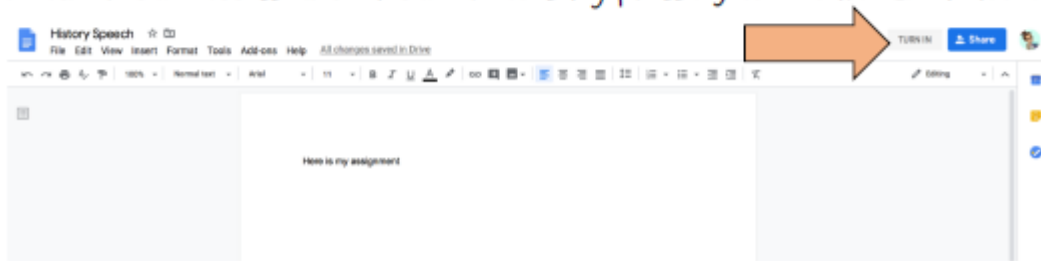 History Speech
File Edit View Insert Format Tools Add-ons Help All changes saved in Drive
TURN IN Share
100% Normal text Arial 11 B I U A Editing
Here is my assignment